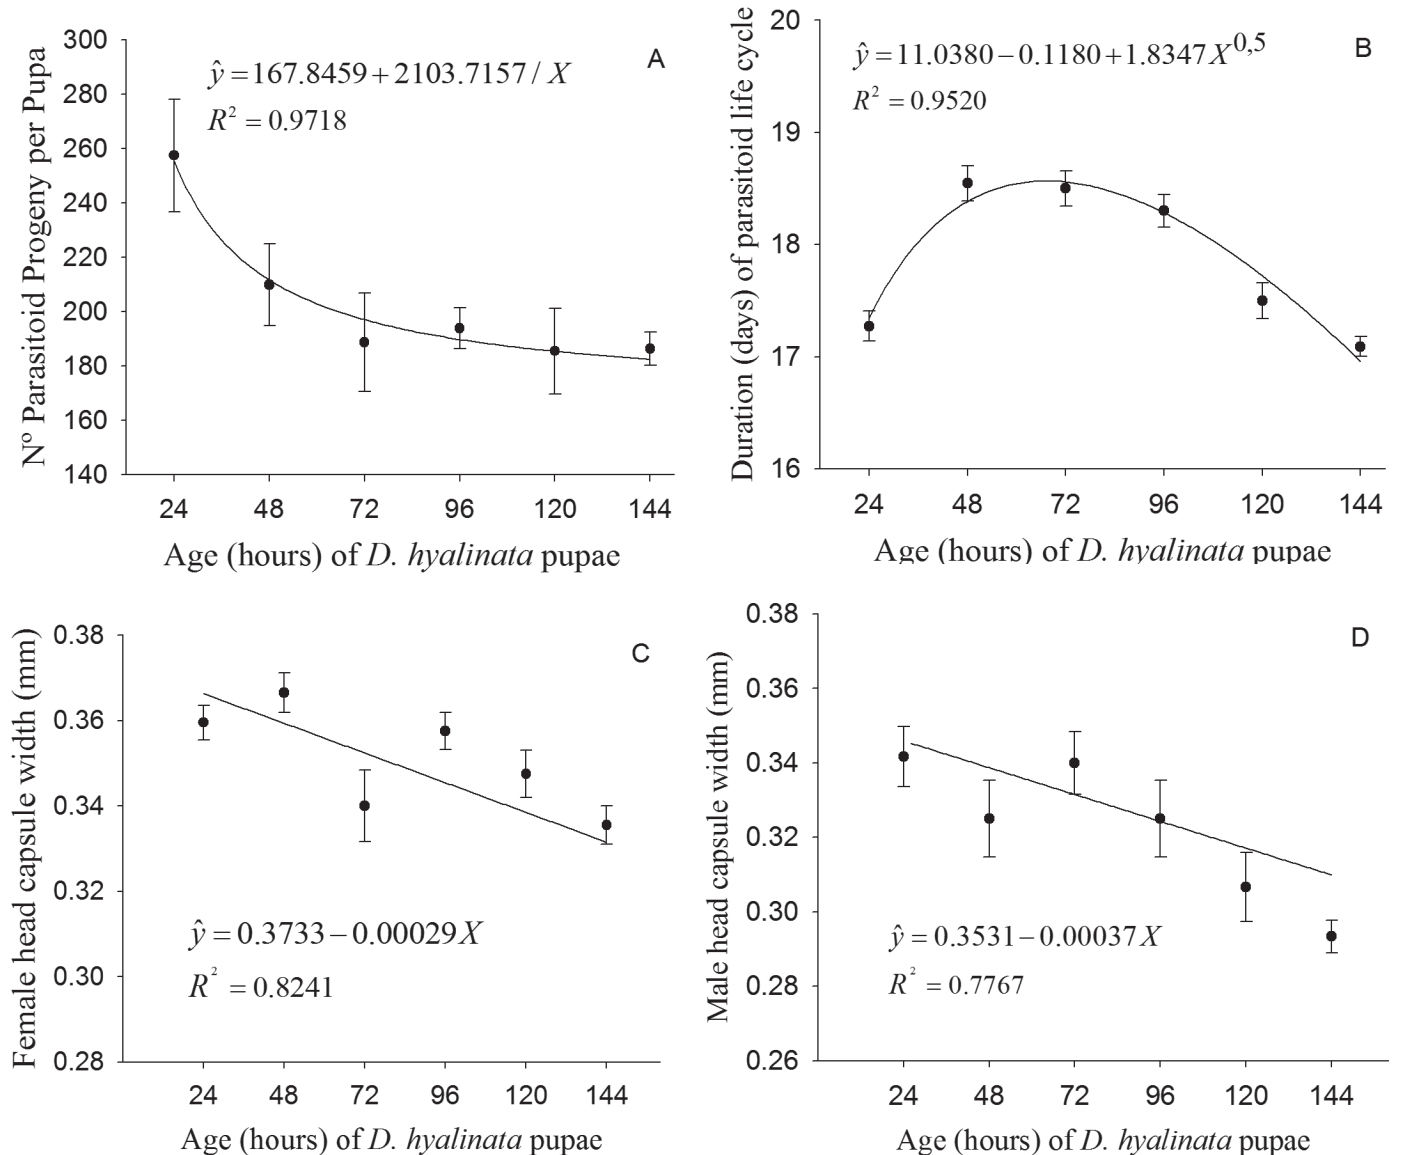 A
ŷ = 167.8459 + 2103.7157 / X
R² = 0.9718
Nº Parasitoid Progeny per Pupa
300
280
260
240
220
200
180
160
140
24 48 72 96 120 144
Age (hours) of D. hyalinata pupae
B
ŷ = 11.0380 − 0.1180 + 1.8347X^0,5
R² = 0.9520
Duration (days) of parasitoid life cycle
20
19
18
17
16
24 48 72 96 120 144
Age (hours) of D. hyalinata pupae
C
Female head capsule width (mm)
0.38
0.36
0.34
0.32
0.30
0.28
ŷ = 0.3733 − 0.00029X
R² = 0.8241
24 48 72 96 120 144
Age (hours) of D. hyalinata pupae
D
Male head capsule width (mm)
0.38
0.36
0.34
0.32
0.30
0.28
0.26
ŷ = 0.3531 − 0.00037X
R² = 0.7767
24 48 72 96 120 144
Age (hours) of D. hyalinata pupae